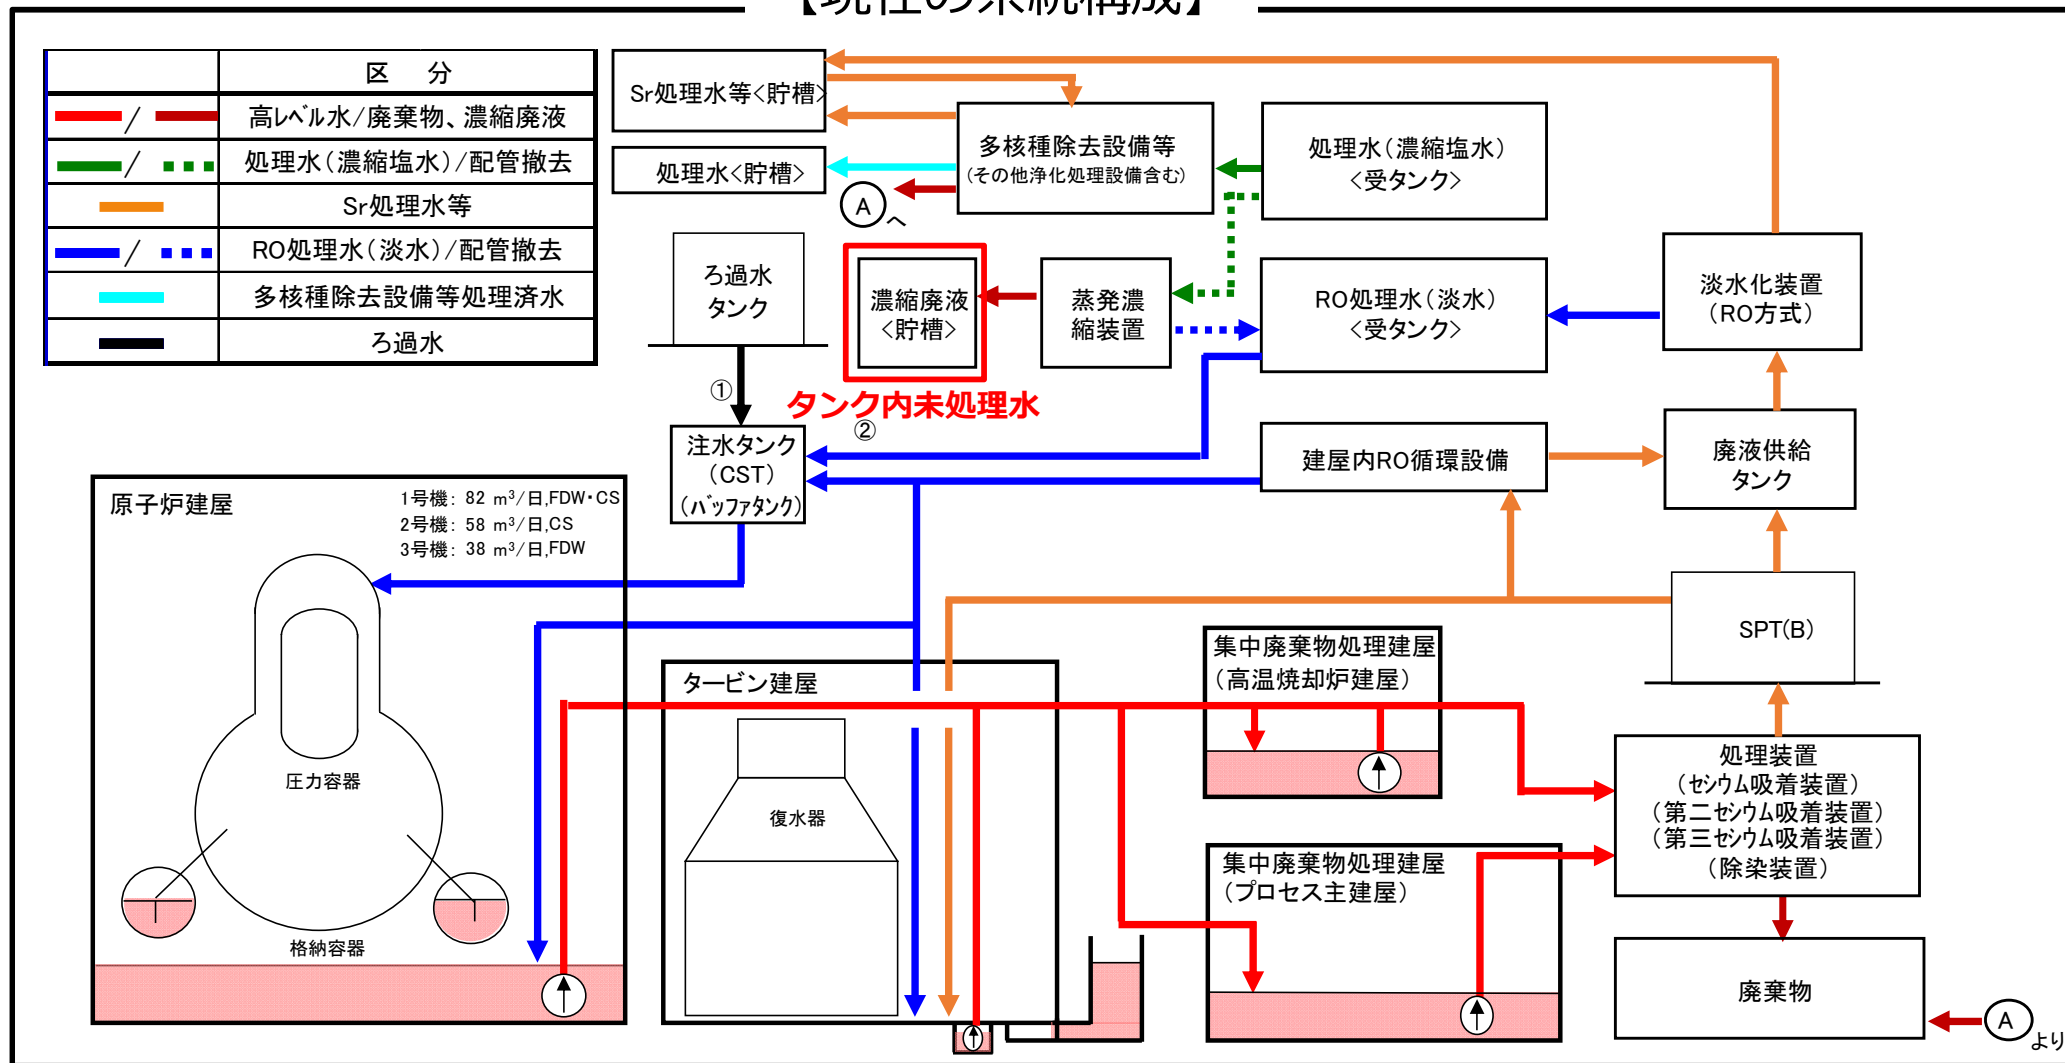 【現在の系統構成】
区 分
/ 高レベル水/廃棄物、濃縮廃液
/ 処理水(濃縮塩水)/配管撤去
Sr処理水等
/ RO処理水(淡水)/配管撤去
多核種除去設備等処理済水
ろ過水
Sr処理水等<貯槽>
処理水<貯槽>
A へ
多核種除去設備等
(その他浄化処理設備含む)
処理水(濃縮塩水)
<受タンク>
ろ過水
タンク
濃縮廃液
<貯槽>
蒸発濃
縮装置
RO処理水(淡水)
<受タンク>
淡水化装置
(RO方式)
①
タンク内未処理水
②
注水タンク
(CST)
(バッファタンク)
建屋内RO循環設備
廃液供給
タンク
原子炉建屋
1号機: 82 m³/日,FDW・CS
2号機: 58 m³/日,CS
3号機: 38 m³/日,FDW
圧力容器
格納容器
タービン建屋
復水器
集中廃棄物処理建屋
(高温焼却炉建屋)
SPT(B)
処理装置
(セシウム吸着装置)
(第二セシウム吸着装置)
(第三セシウム吸着装置)
(除染装置)
集中廃棄物処理建屋
(プロセス主建屋)
廃棄物
A より